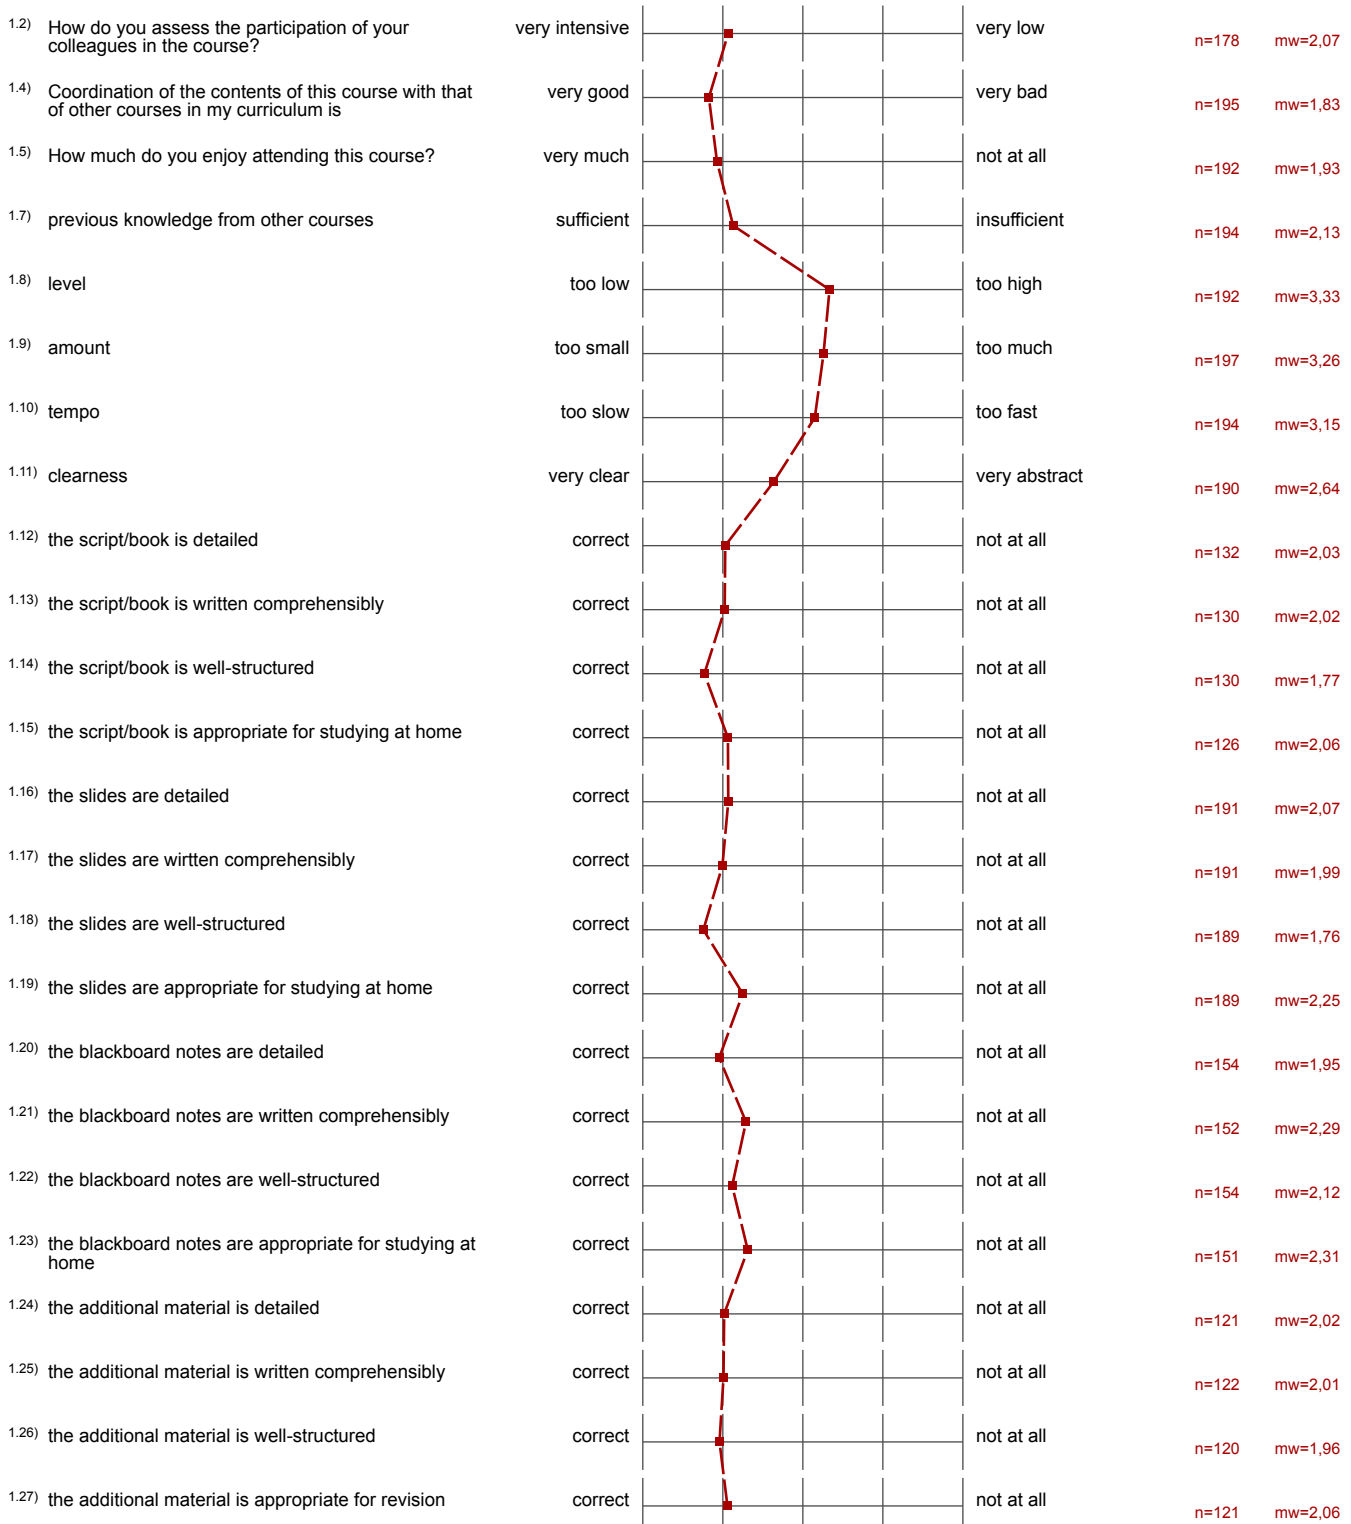 1.2) How do you assess the participation of your colleagues in the course? very intensive very low n=178 mw=2,07
1.4) Coordination of the contents of this course with that of other courses in my curriculum is very good very bad n=195 mw=1,83
1.5) How much do you enjoy attending this course? very much not at all n=192 mw=1,93
1.7) previous knowledge from other courses sufficient insufficient n=194 mw=2,13
1.8) level too low too high n=192 mw=3,33
1.9) amount too small too much n=197 mw=3,26
1.10) tempo too slow too fast n=194 mw=3,15
1.11) clearness very clear very abstract n=190 mw=2,64
1.12) the script/book is detailed correct not at all n=132 mw=2,03
1.13) the script/book is written comprehensibly correct not at all n=130 mw=2,02
1.14) the script/book is well-structured correct not at all n=130 mw=1,77
1.15) the script/book is appropriate for studying at home correct not at all n=126 mw=2,06
1.16) the slides are detailed correct not at all n=191 mw=2,07
1.17) the slides are wirtten comprehensibly correct not at all n=191 mw=1,99
1.18) the slides are well-structured correct not at all n=189 mw=1,76
1.19) the slides are appropriate for studying at home correct not at all n=189 mw=2,25
1.20) the blackboard notes are detailed correct not at all n=154 mw=1,95
1.21) the blackboard notes are written comprehensibly correct not at all n=152 mw=2,29
1.22) the blackboard notes are well-structured correct not at all n=154 mw=2,12
1.23) the blackboard notes are appropriate for studying at home correct not at all n=151 mw=2,31
1.24) the additional material is detailed correct not at all n=121 mw=2,02
1.25) the additional material is written comprehensibly correct not at all n=122 mw=2,01
1.26) the additional material is well-structured correct not at all n=120 mw=1,96
1.27) the additional material is appropriate for revision correct not at all n=121 mw=2,06